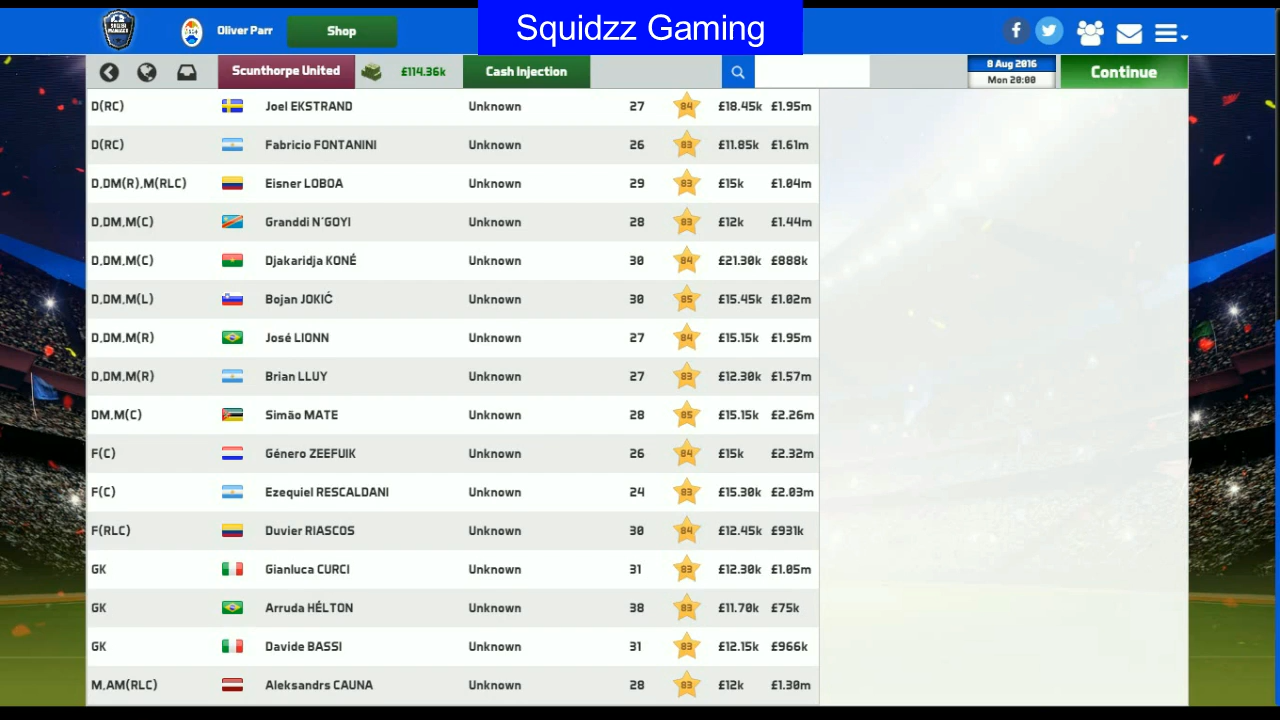 Squidzz Gaming
SOCCER MANAGER Oliver Parr Shop
Scunthorpe United £114.36k Cash Injection 8 Aug 2016 Mon 20:00 Continue
D(RC) Joel EKSTRAND Unknown 27 84 £18.45k £1.95m
D(RC) Fabricio FONTANINI Unknown 26 83 £11.85k £1.61m
D,DM(R),M(RLC) Eisner LOBOA Unknown 29 83 £15k £1.04m
D,DM,M(C) Granddi N'GOYI Unknown 28 83 £12k £1.44m
D,DM,M(C) Djakaridja KONÉ Unknown 30 84 £21.30k £888k
D,DM,M(L) Bojan JOKIĆ Unknown 30 85 £15.45k £1.02m
D,DM,M(R) José LIONN Unknown 27 84 £15.15k £1.95m
D,DM,M(R) Brian LLUY Unknown 27 83 £12.30k £1.57m
DM,M(C) Simão MATE Unknown 28 85 £15.15k £2.26m
F(C) Género ZEEFUIK Unknown 26 84 £15k £2.32m
F(C) Ezequiel RESCALDANI Unknown 24 83 £15.30k £2.03m
F(RLC) Duvier RIASCOS Unknown 30 84 £12.45k £931k
GK Gianluca CURCI Unknown 31 83 £12.30k £1.05m
GK Arruda HÉLTON Unknown 38 83 £11.70k £75k
GK Davide BASSI Unknown 31 83 £12.15k £966k
M,AM(RLC) Aleksandrs CAUNA Unknown 28 83 £12k £1.30m